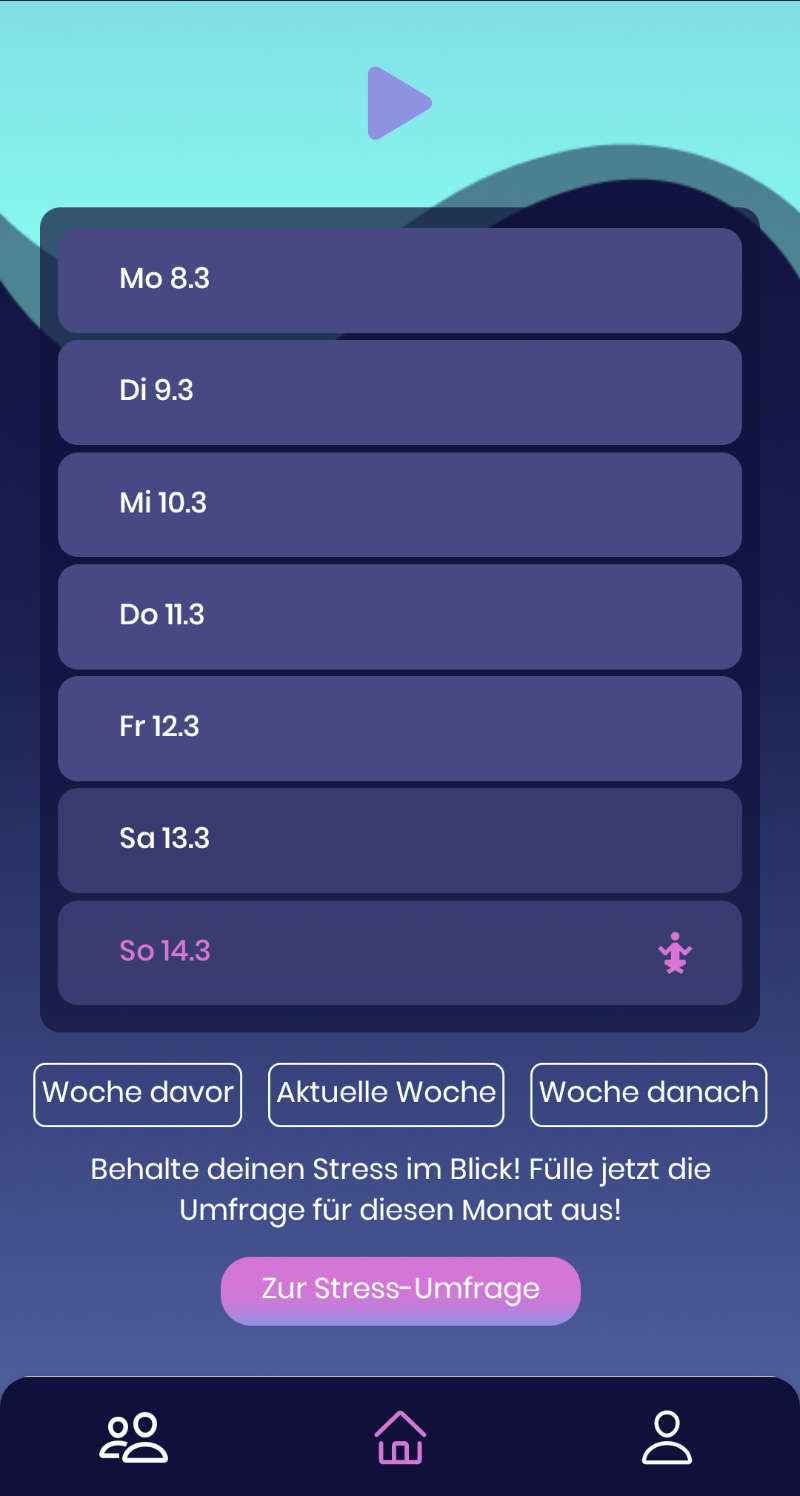 Mo 8.3
Di 9.3
Mi 10.3
Do 11.3
Fr 12.3
Sa 13.3
So 14.3
Woche davor
Aktuelle Woche
Woche danach
Behalte deinen Stress im Blick! Fülle jetzt die
Umfrage für diesen Monat aus!
Zur Stress-Umfrage